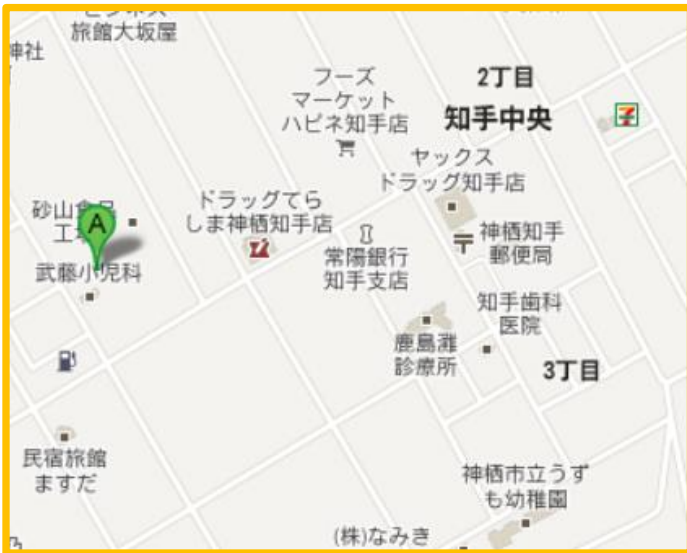 旅館大坂屋
神社
フーズ
マーケット
ハピネ知手店
2丁目
知手中央
7
ヤックス
ドラッグ知手店
ドラッグてら
しま神栖知手店
砂山食品
工場
A
武藤小児科
常陽銀行
知手支店
神栖知手
郵便局
知手歯科
医院
鹿島灘
診療所
3丁目
民宿旅館
ますだ
神栖市立うず
も幼稚園
(株)なみき